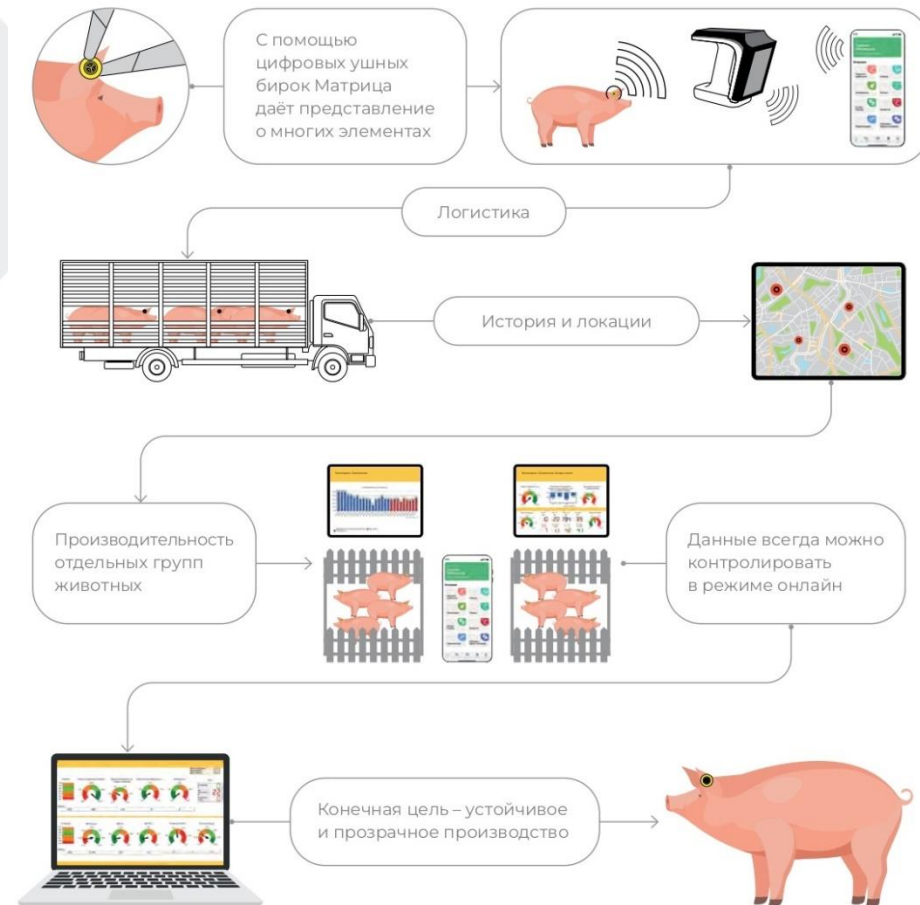 С помощью
цифровых ушных
бирок Матрица
даёт представление
о многих элементах
Логистика
История и локации
Производительность
отдельных групп
животных
Данные всегда можно
контролировать
в режиме онлайн
Конечная цель – устойчивое
и прозрачное производство